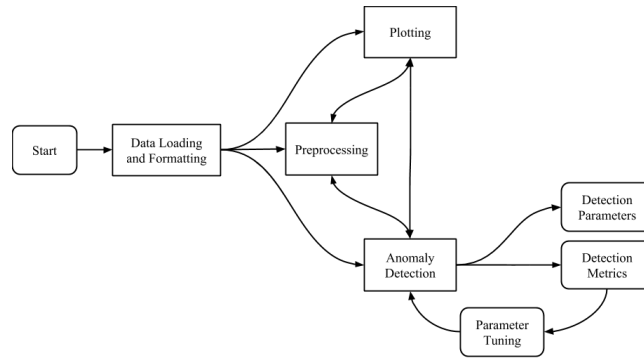 Plotting
Start
Data Loading
and Formatting
Preprocessing
Anomaly
Detection
Detection
Parameters
Detection
Metrics
Parameter
Tuning